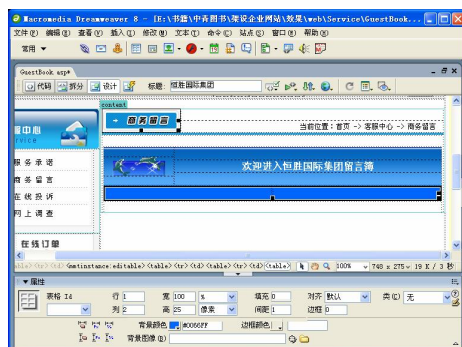 Macromedia Dreamweaver 8 - [E:\书籍\中青图书\架设企业网站\效果\web\Service\GuestBook...
文件(F) 编辑(E) 查看(V) 插入(I) 修改(M) 文本(T) 命令(C) 站点(S) 窗口(W) 帮助(H)
常用
GuestBook.asp*
代码 拆分 设计 标题: 恒胜国际集团
content
商务留言
当前位置：首页 -> 客服中心 -> 商务留言
服中心
rvice
欢迎进入恒胜国际集团留言簿
服务承诺
商务留言
在线投诉
网上调查
在线订单
<tr><td><mmtinstance:editable><table><tr><td><table><tr><td><table> 100% 748 x 275 19 K / 3 秒
属性
表格 Id 行 1 宽 100 % 填充 0 对齐 默认 类(C) 无
列 2 高 25 像素 间距 1 边框 0
背景颜色 #0066FF 边框颜色
背景图像(B)